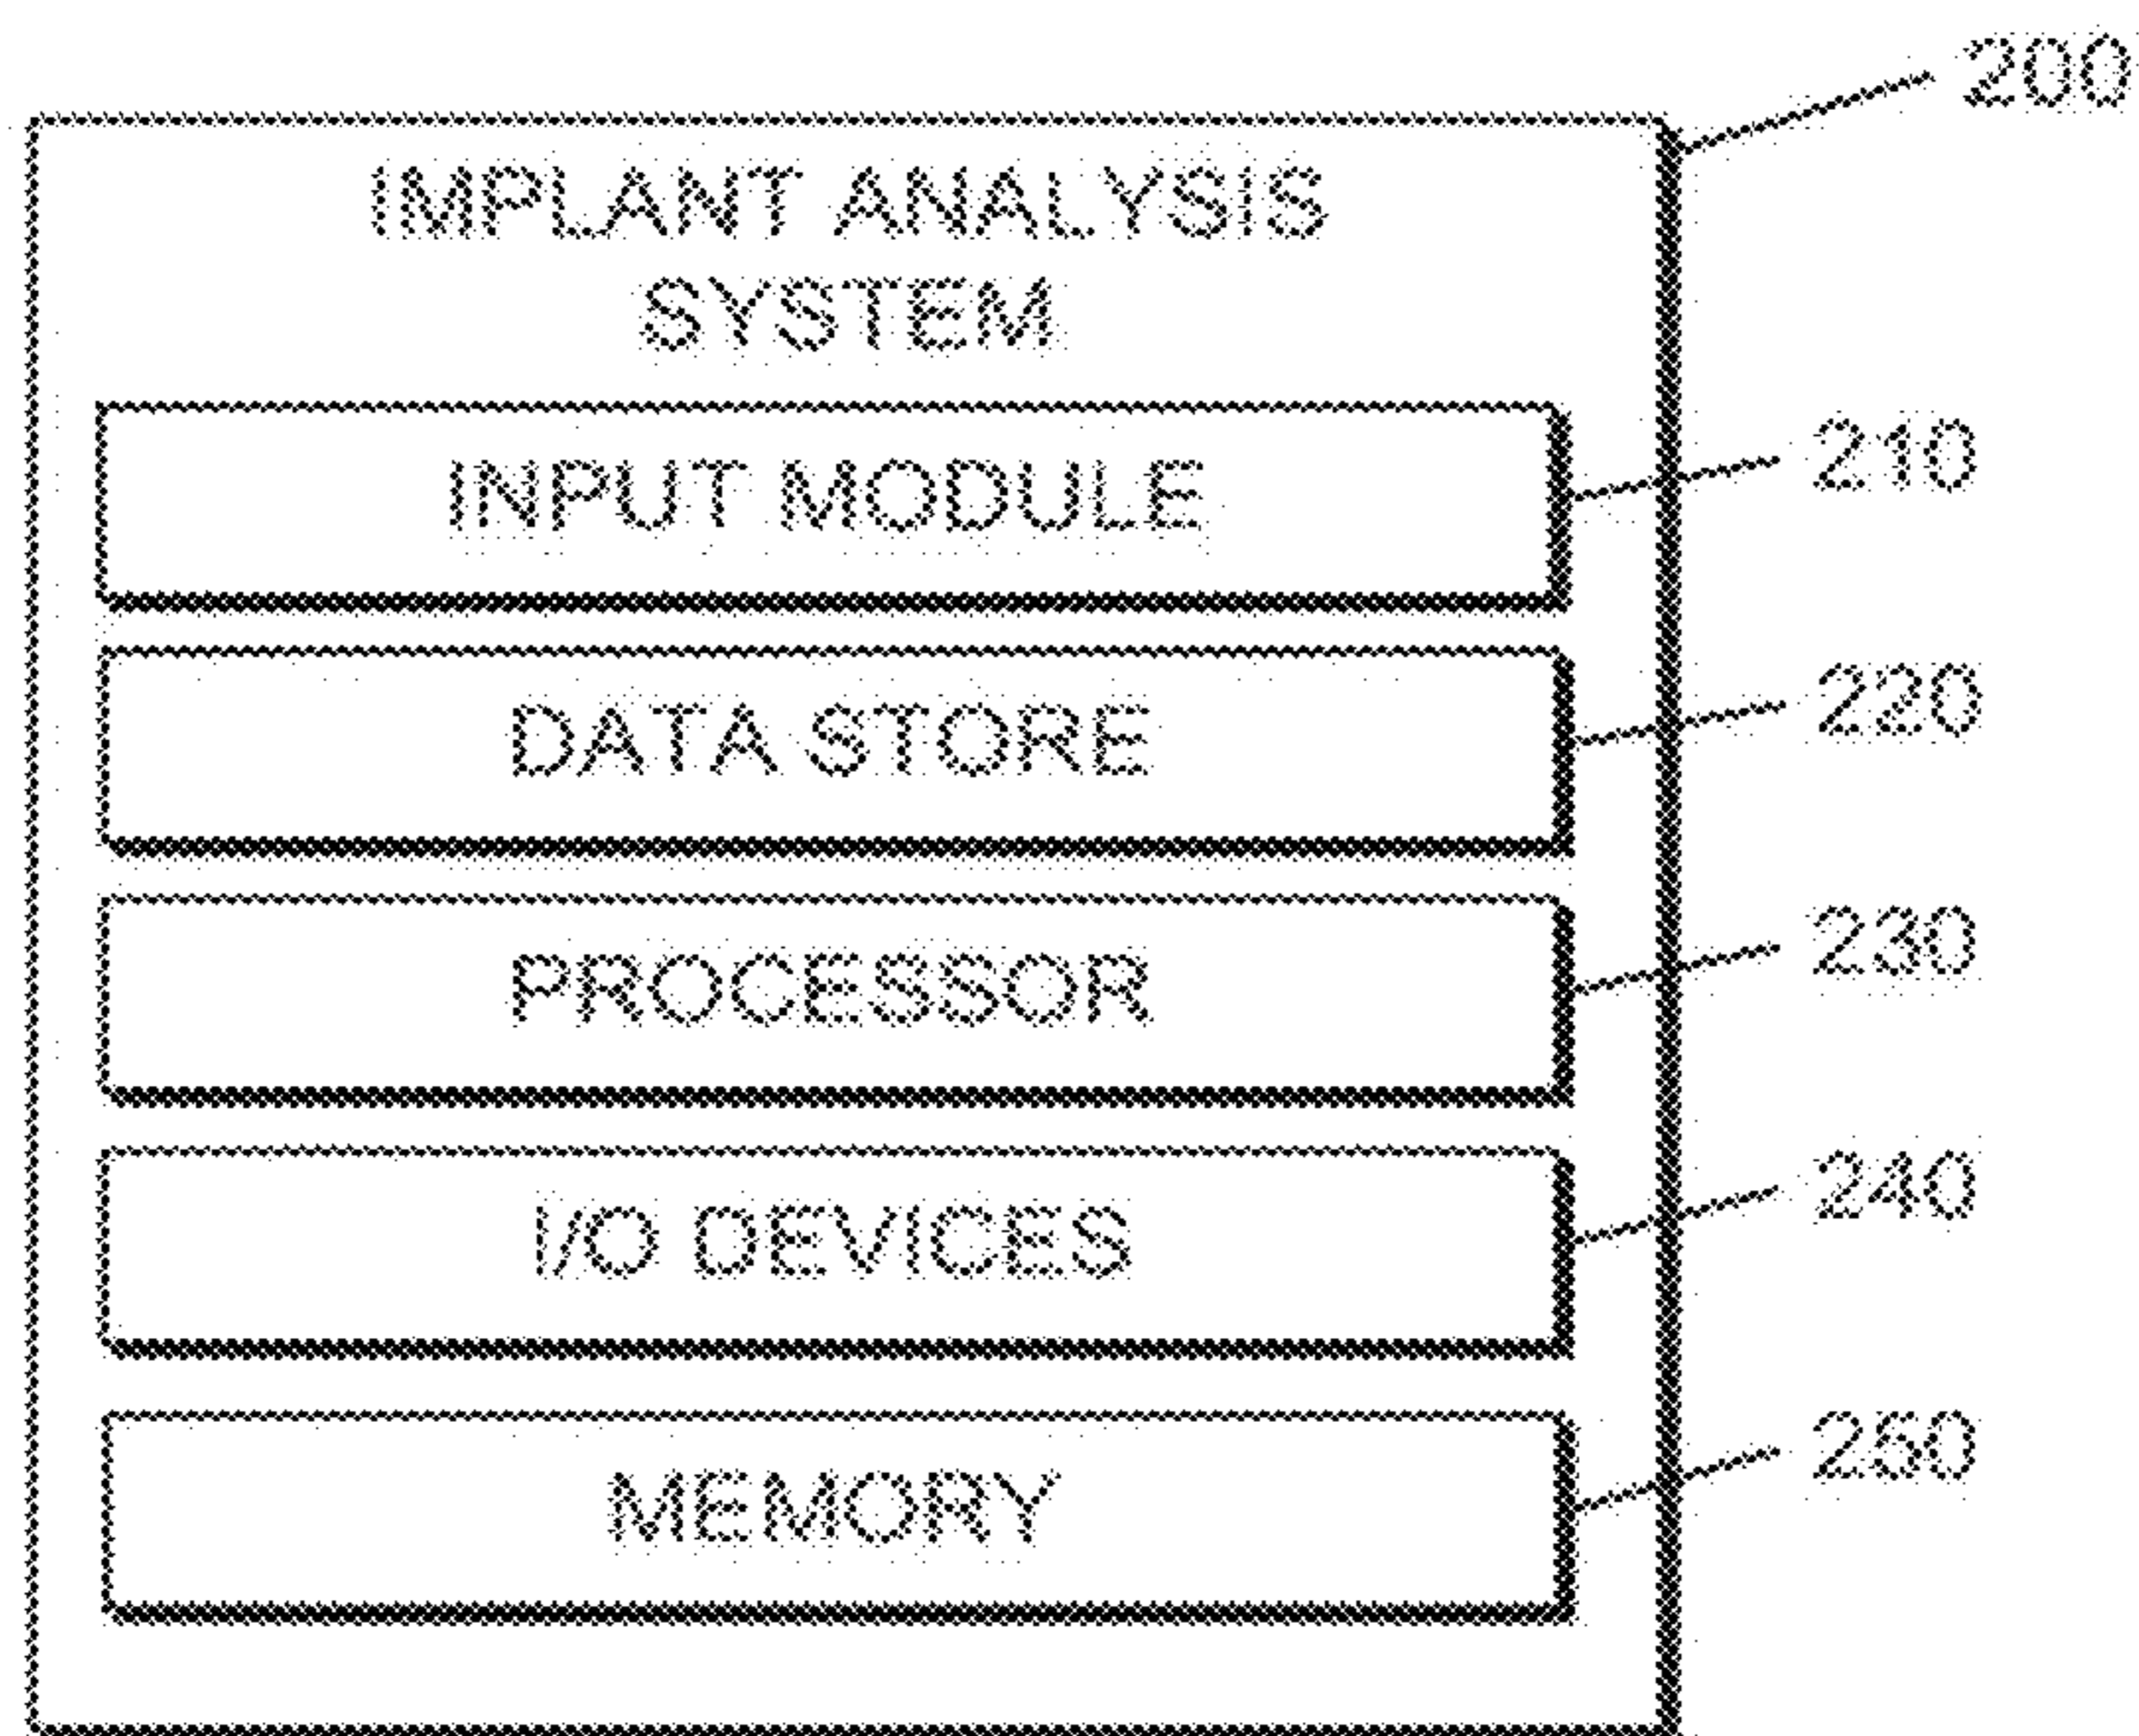 200
IMPLANT ANALYSIS
SYSTEM
INPUT MODULE
210
DATA STORE
220
PROCESSOR
230
I/O DEVICES
240
MEMORY
250